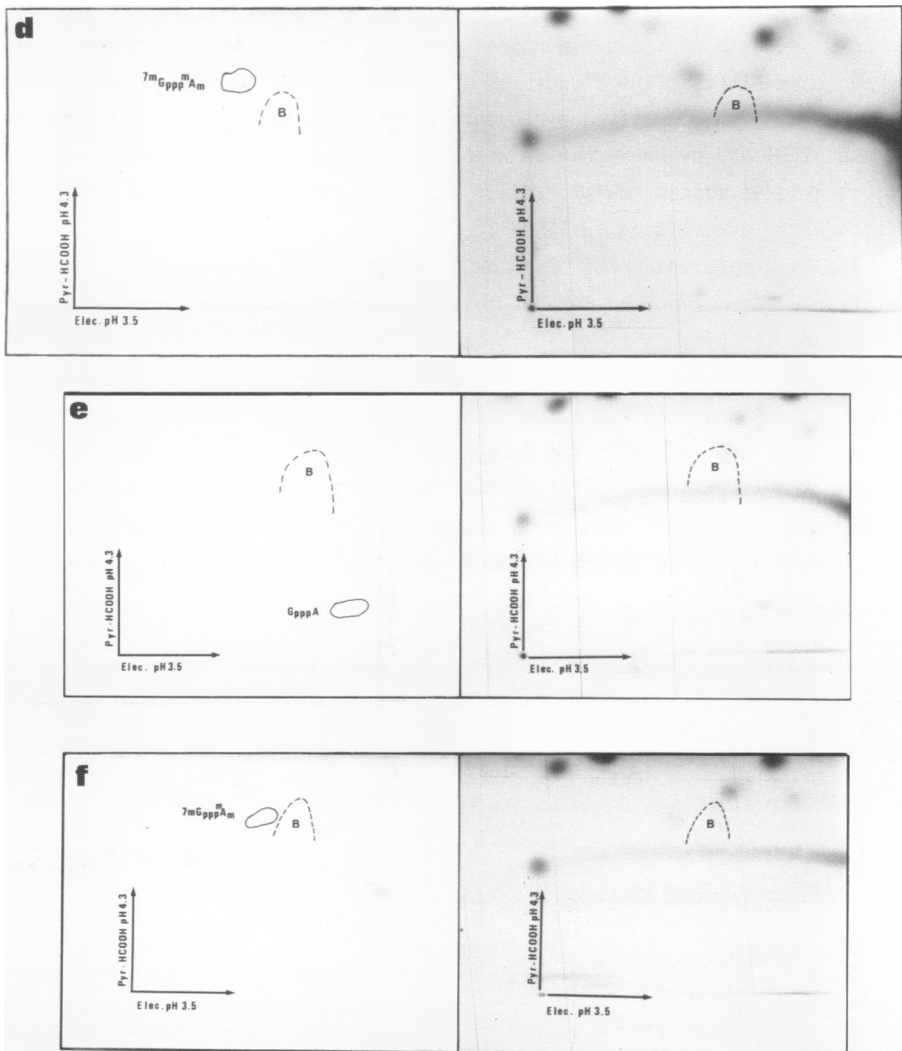 d
7mGpppmAm
B
Pyr-HCOOH pH 4.3
Elec. pH 3.5
B
Pyr-HCOOH pH 4.3
Elec. pH 3.5
e
B
GpppA
Pyr-HCOOH pH 4.3
Elec. pH 3.5
B
Pyr-HCOOH pH 4.3
Elec. pH 3.5
f
7mGpppmAm
B
Pyr-HCOOH pH 4.3
Elec. pH 3.5
B
Pyr-HCOOH pH 4.3
Elec. pH 3.5